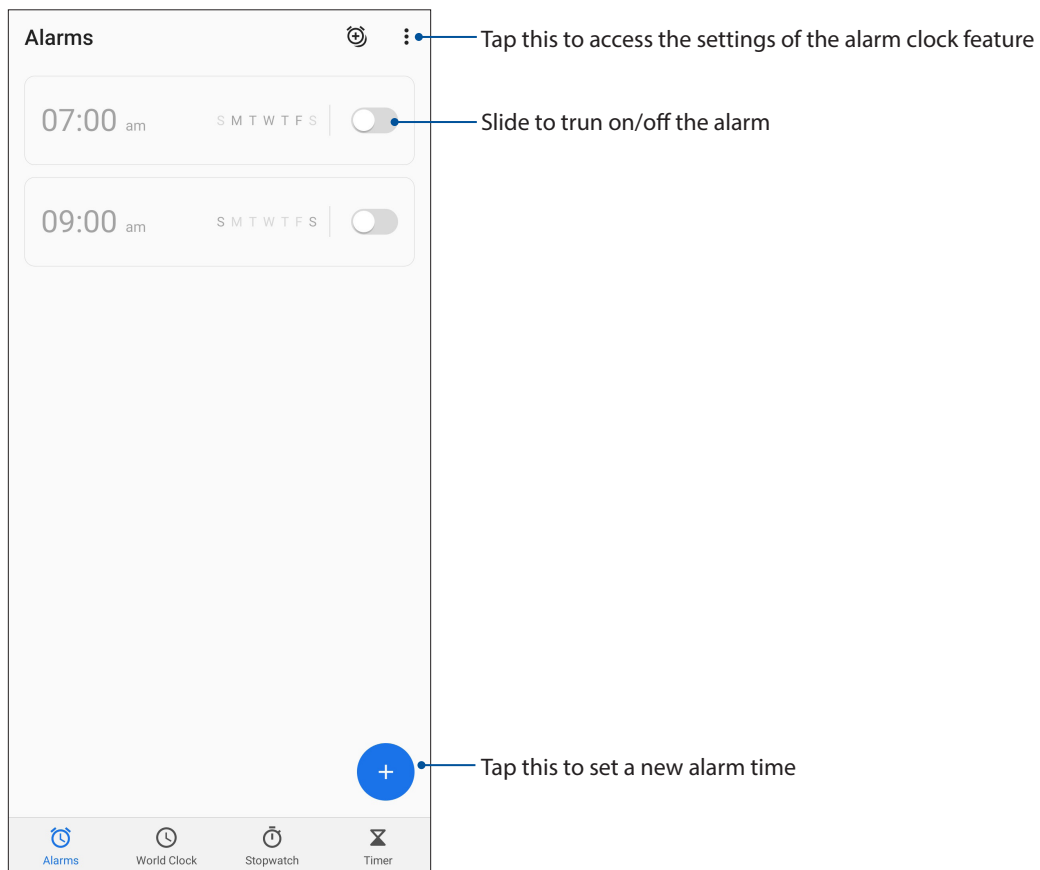 Alarms
Tap this to access the settings of the alarm clock feature
07:00 am S M T W T F S
Slide to trun on/off the alarm
09:00 am S M T W T F S
+
Tap this to set a new alarm time
Alarms World Clock Stopwatch Timer